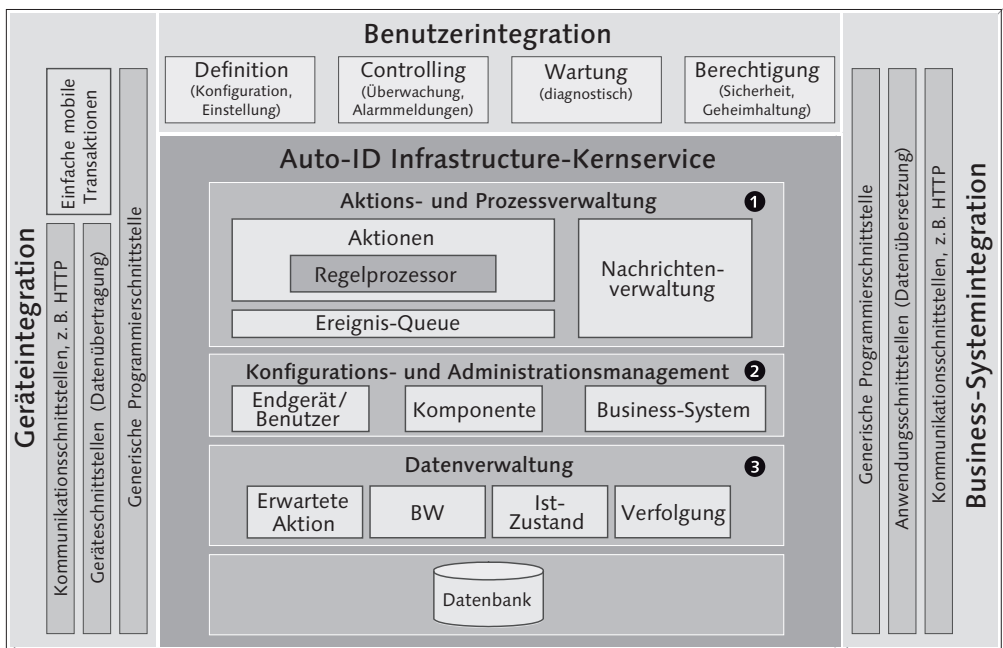 Benutzerintegration
Definition
(Konfiguration,
Einstellung)
Controlling
(Überwachung,
Alarmmeldungen)
Wartung
(diagnostisch)
Berechtigung
(Sicherheit,
Geheimhaltung)
Geräteintegration
Einfache mobile
Transaktionen
Kommunikationsschnittstellen, z. B. HTTP
Geräteschnittstellen (Datenübertragung)
Generische Programmierschnittstelle
Auto-ID Infrastructure-Kernservice
Aktions- und Prozessverwaltung 1
Aktionen
Regelprozessor
Ereignis-Queue
Nachrichten-
verwaltung
Konfigurations- und Administrationsmanagement 2
Endgerät/
Benutzer
Komponente
Business-System
Datenverwaltung 3
Erwartete
Aktion
BW
Ist-
Zustand
Verfolgung
Datenbank
Generische Programmierschnittstelle
Anwendungsschnittstellen (Datenübersetzung)
Kommunikationsschnittstellen, z. B. HTTP
Business-Systemintegration